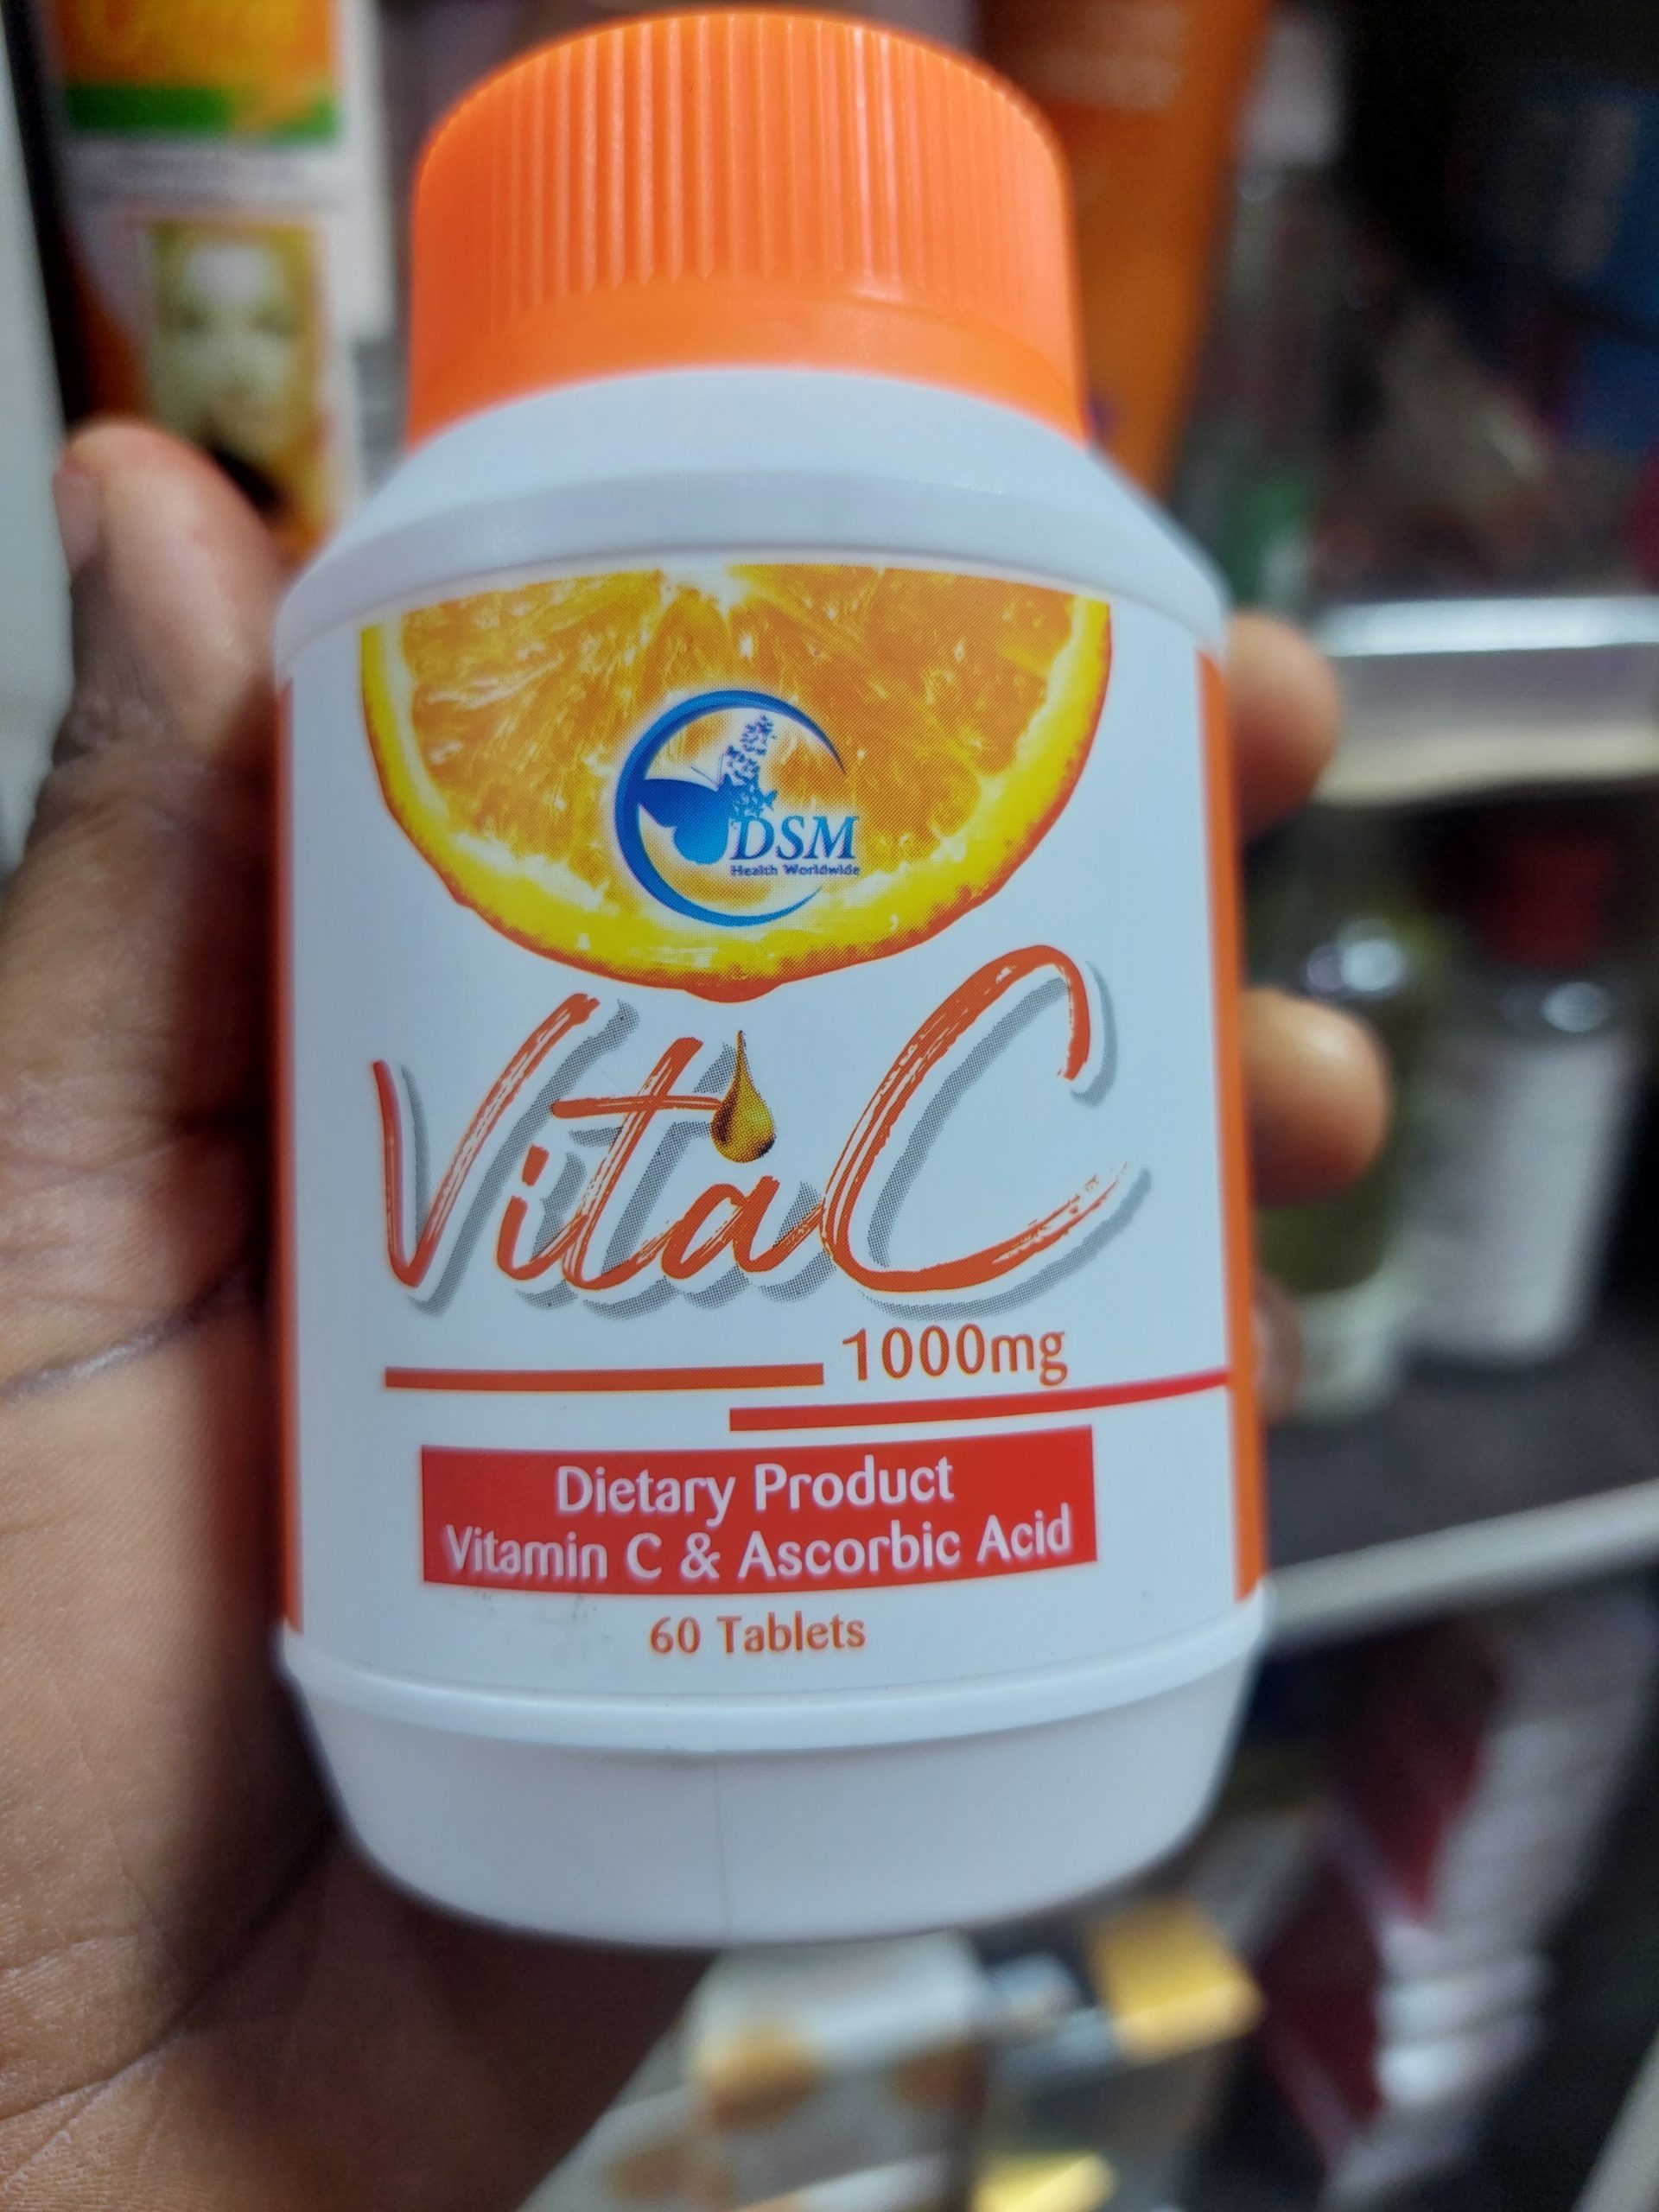 DSM
Health Worldwide
Vita C
1000mg
Dietary Product
Vitamin C & Ascorbic Acid
60 Tablets